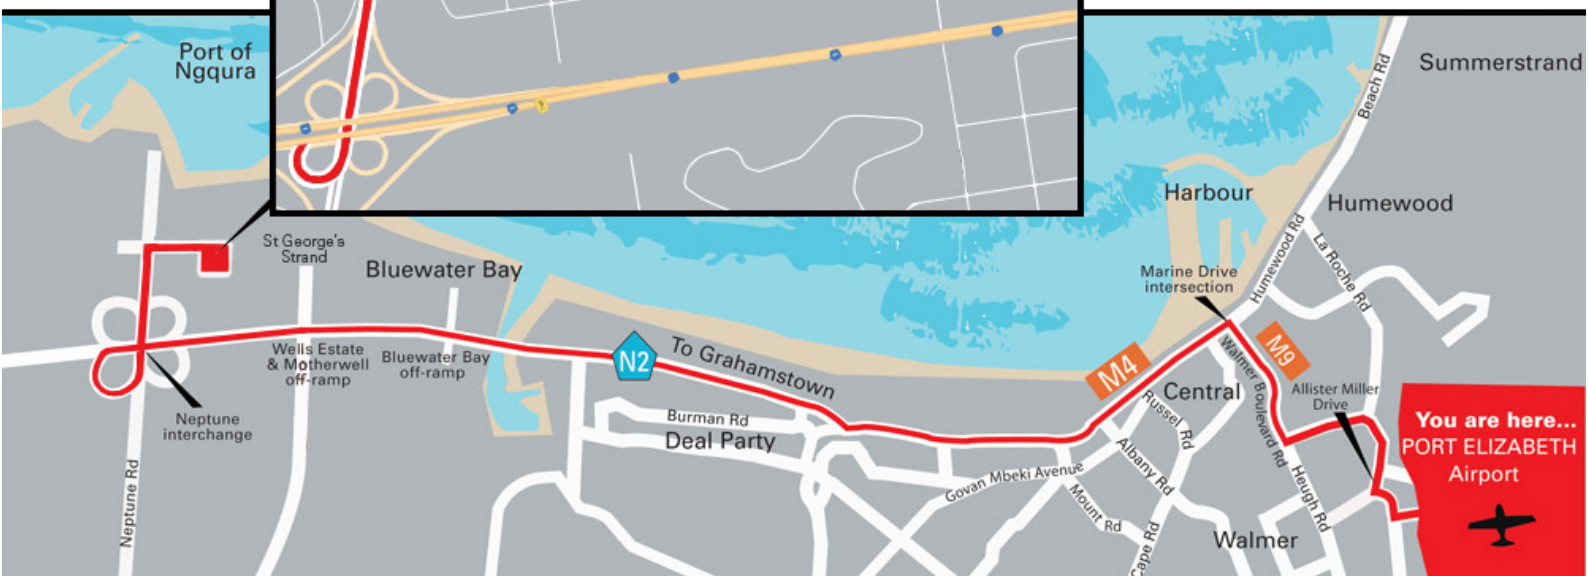 Port of
Ngqura
Summerstrand
Beach Rd
Harbour
Humewood
St George's
Strand
Bluewater Bay
Marine Drive
intersection
Humewood Rd
La Roche Rd
Wells Estate
& Motherwell
off-ramp
Bluewater Bay
off-ramp
N2
To Grahamstown
M4
M9
Walmer Boulevard Rd
Central
Allister Miller
Drive
Neptune
interchange
Neptune Rd
Burman Rd
Deal Party
Russel Rd
Albany Rd
Govan Mbeki Avenue
Mount Rd
Cape Rd
Heugh Rd
Walmer
You are here...
PORT ELIZABETH
Airport